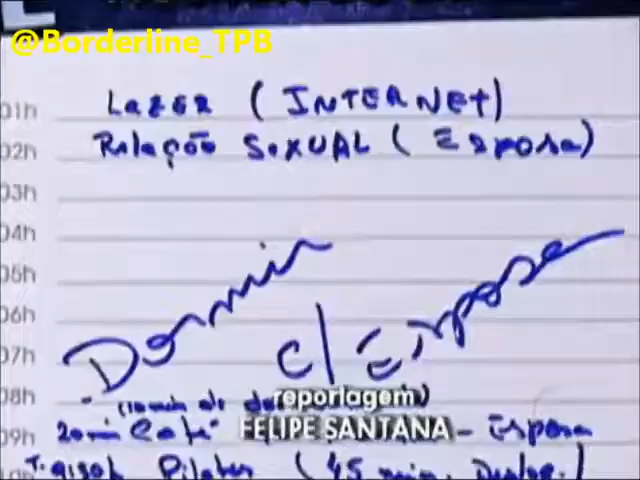 @Borderline_TPB
01h LAZER (INTERNET)
02h Relação SEXUAL (Esposa)
03h
04h
05h Dormir c/ Esposa
06h
07h
08h
reportagem
09h 20min Café - Esposa
FELIPE SANTANA
Pilates (45 min.